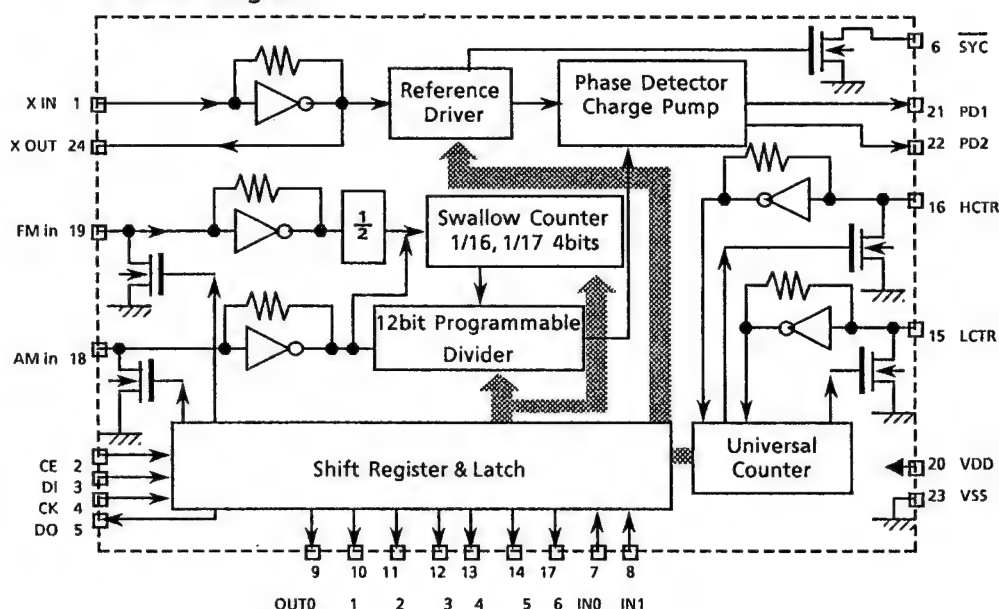 6 SYC
X IN 1
Reference
Driver
Phase Detector
Charge Pump
21 PD1
X OUT 24
22 PD2
FM in 19
1/2
Swallow Counter
1/16, 1/17 4bits
16 HCTR
AM in 18
12bit Programmable
Divider
15 LCTR
CE 2
DI 3
CK 4
DO 5
Shift Register & Latch
Universal
Counter
20 VDD
23 VSS
9 10 11 12 13 14 17 7 8
OUT0 1 2 3 4 5 6 IN0 IN1